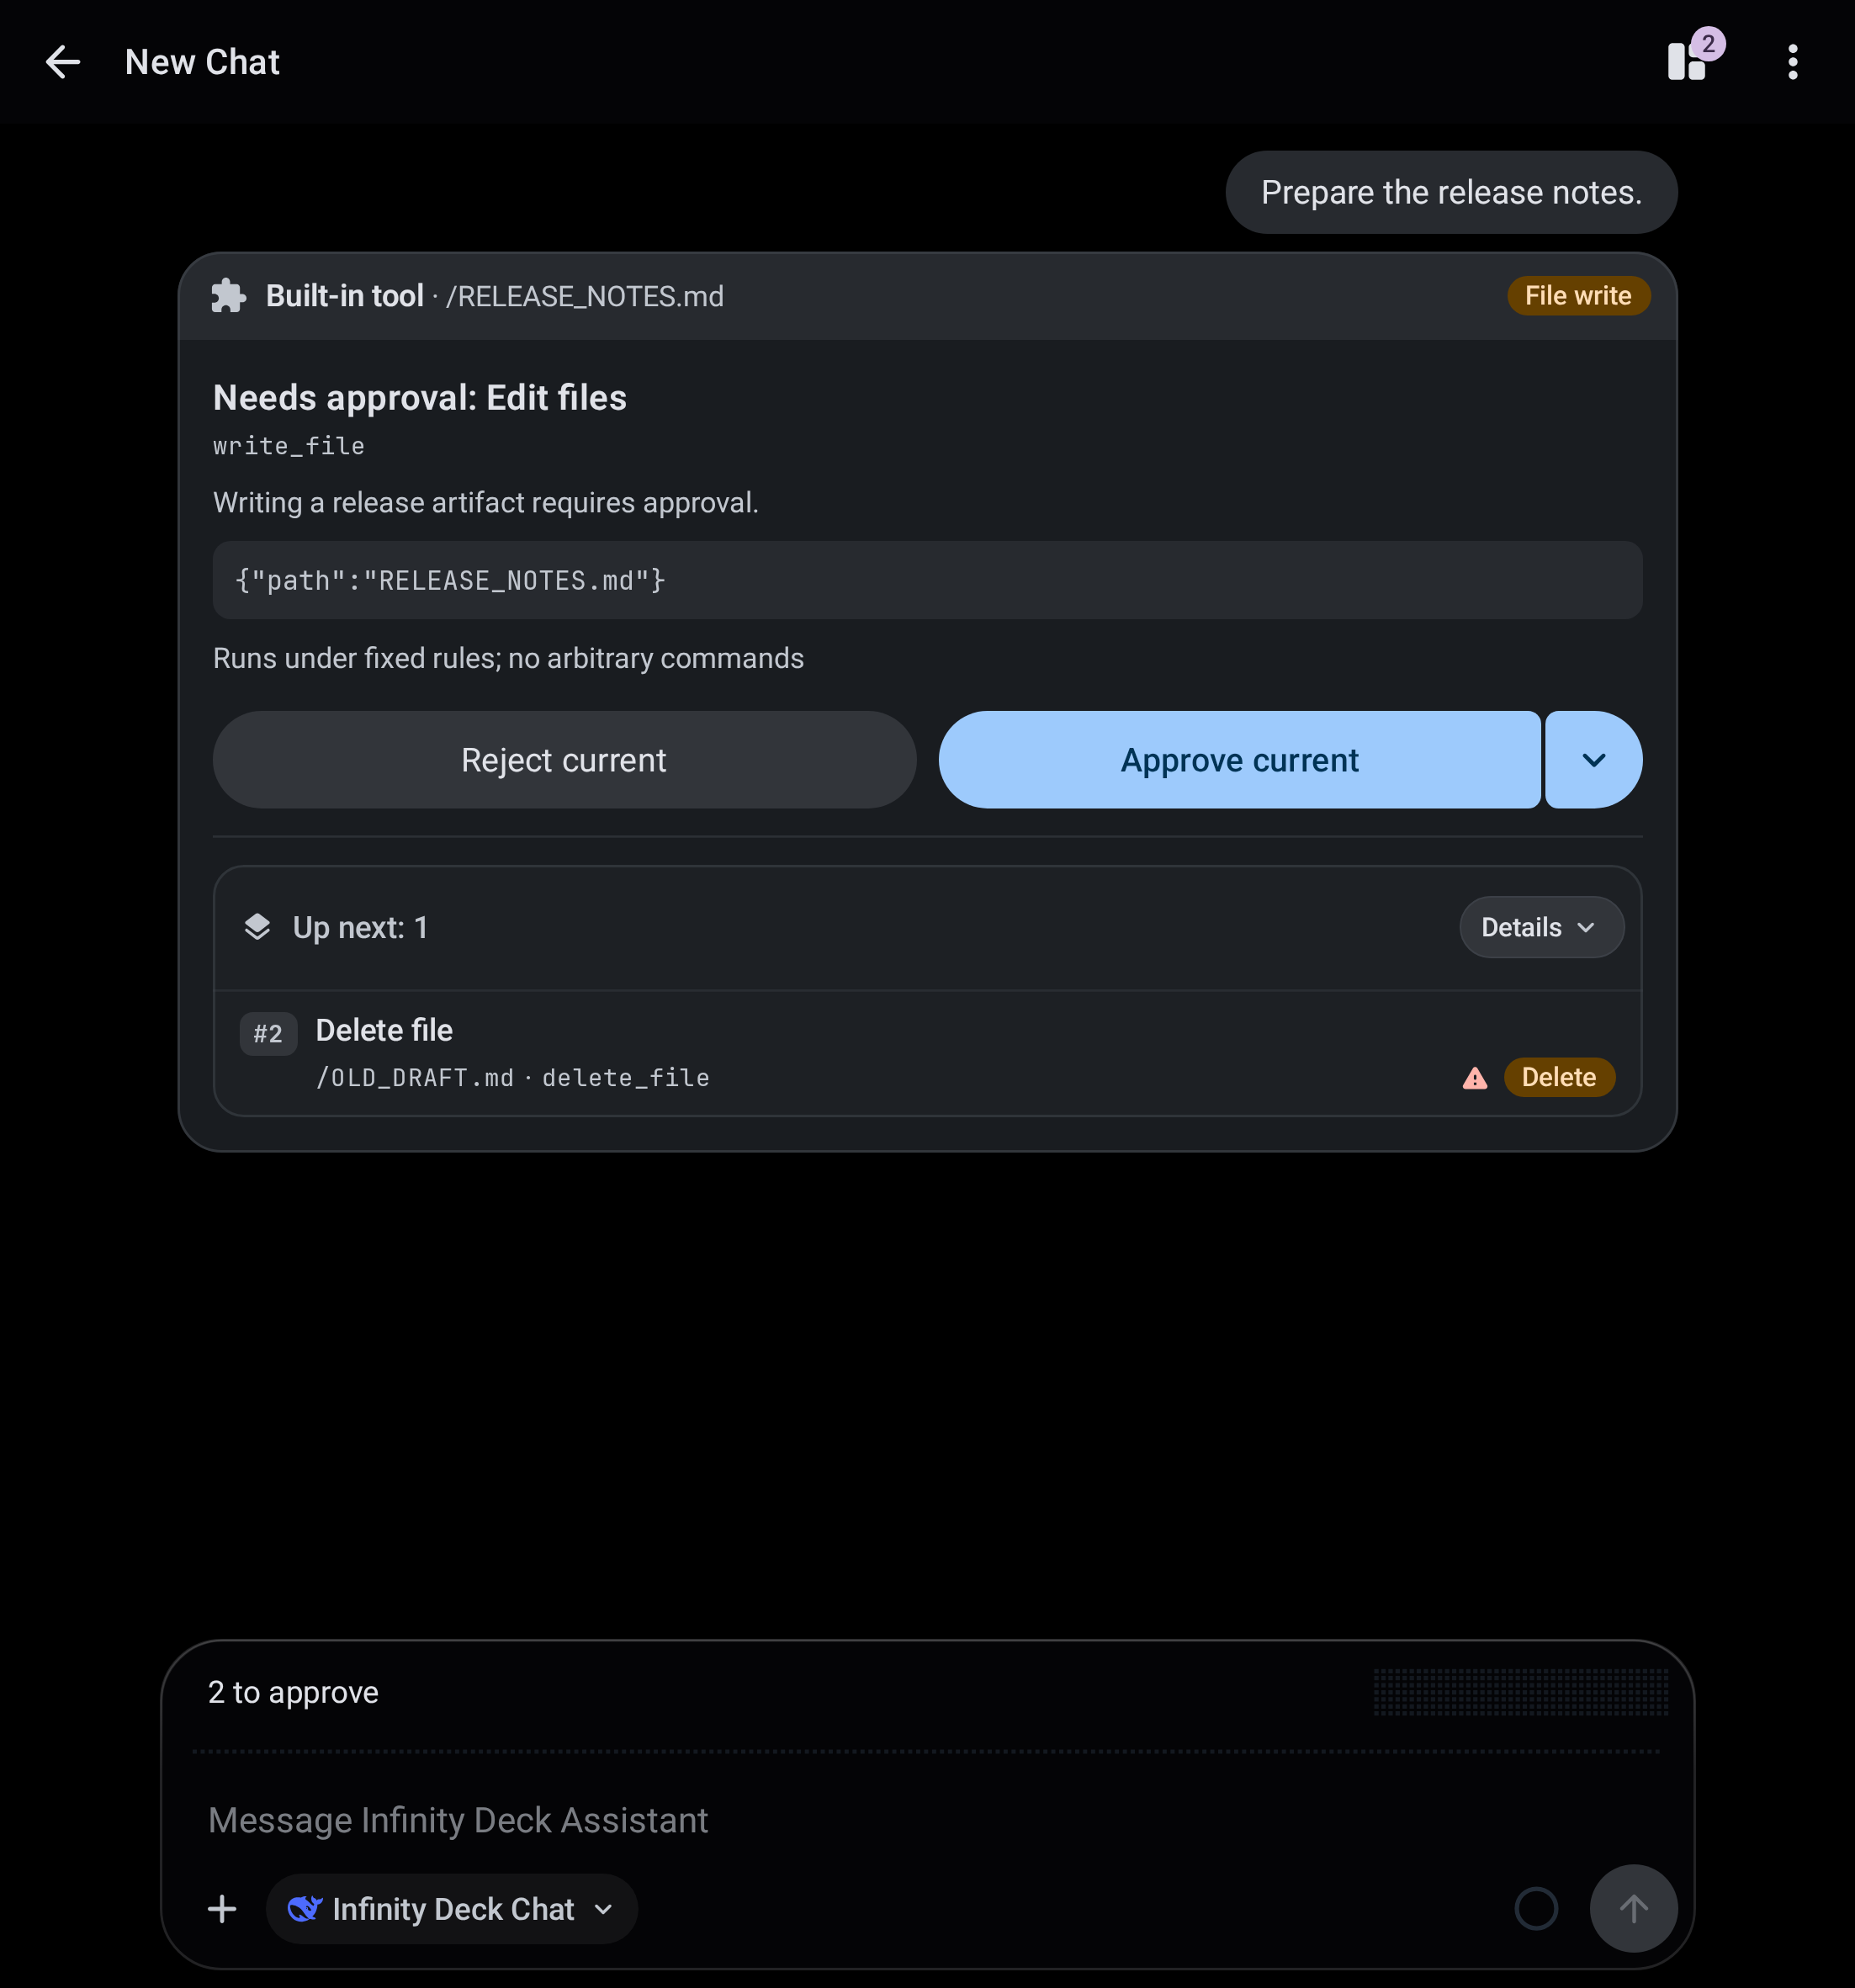 New Chat
2
Prepare the release notes.
Built-in tool · /RELEASE_NOTES.md
File write
Needs approval: Edit files
write_file
Writing a release artifact requires approval.
{"path":"RELEASE_NOTES.md"}
Runs under fixed rules; no arbitrary commands
Reject current
Approve current
Up next: 1
Details
#2
Delete file
/OLD_DRAFT.md · delete_file
Delete
2 to approve
Message Infinity Deck Assistant
Infinity Deck Chat